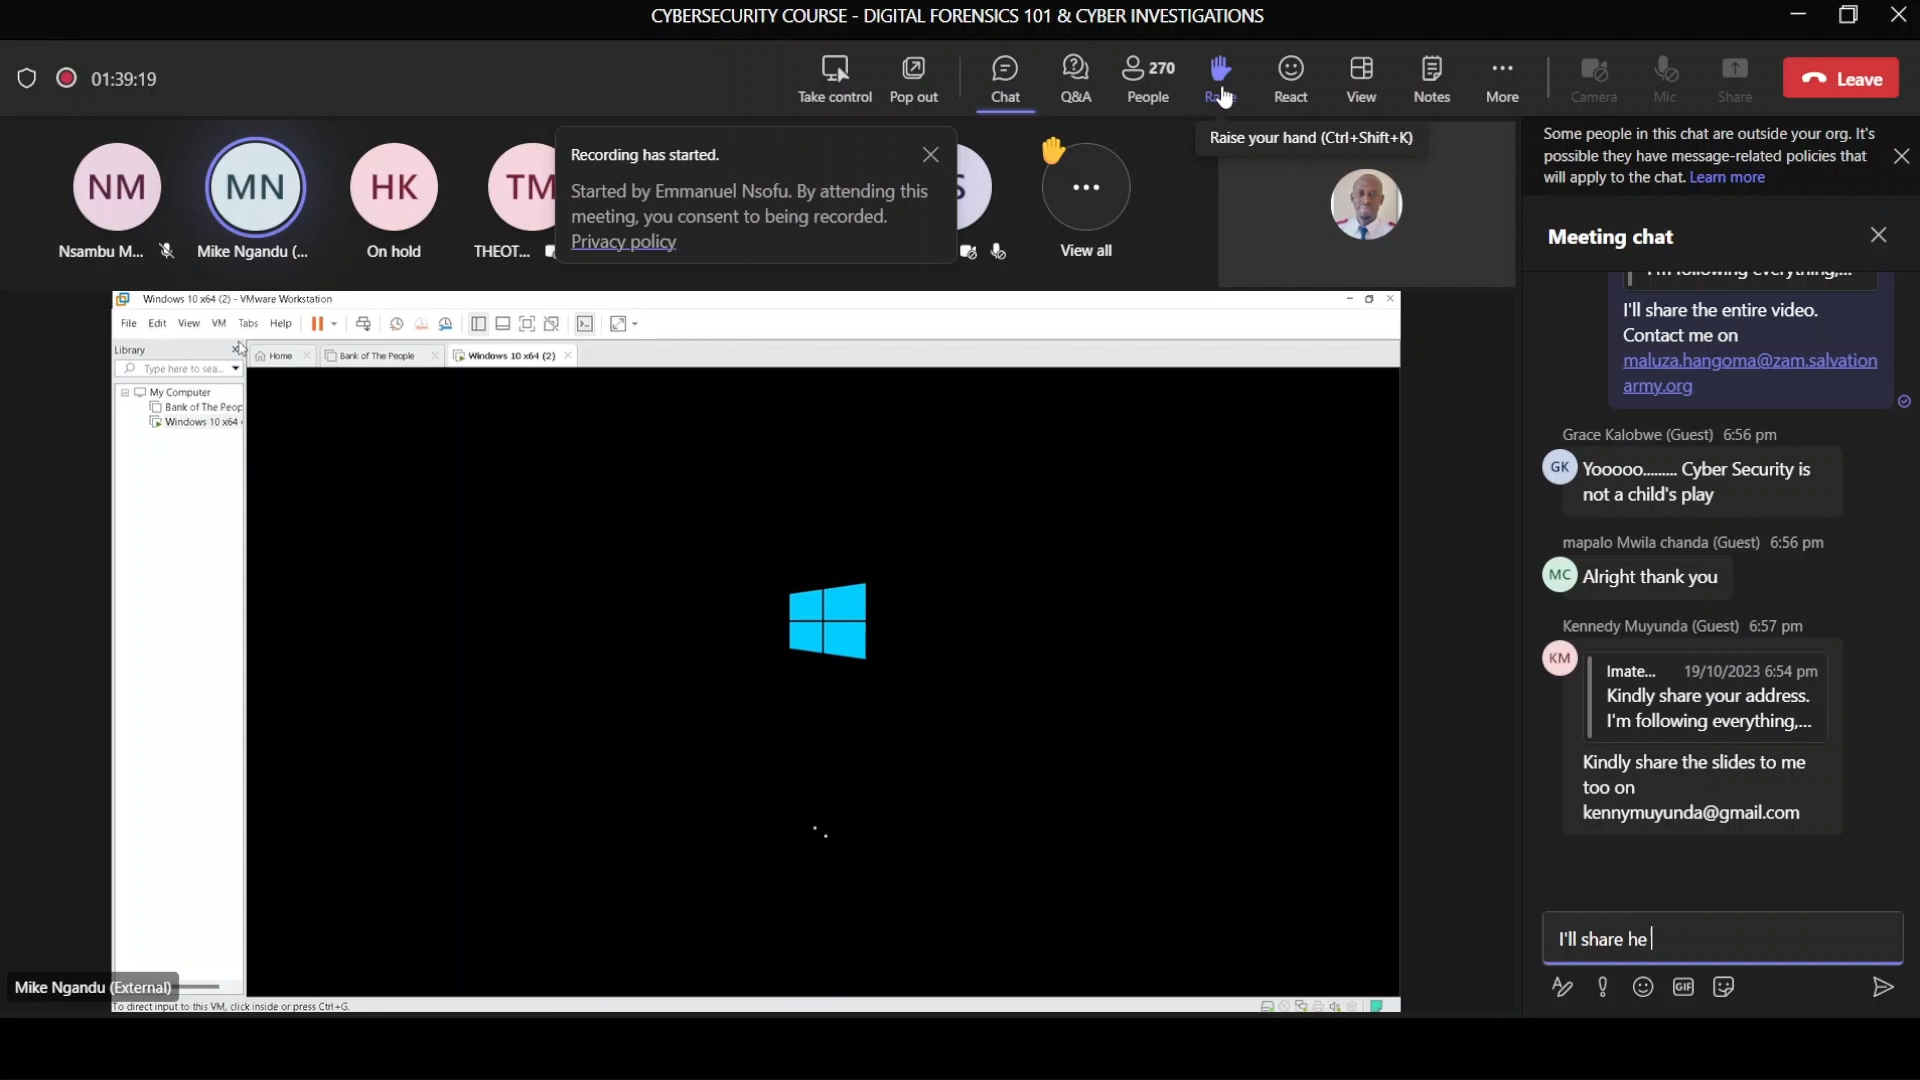 CYBERSECURITY COURSE - DIGITAL FORENSICS 101 & CYBER INVESTIGATIONS
01:39:19
Take control
Pop out
Chat
Q&A
270
People
React
View
Notes
More
Camera
Mic
Share
Leave
Raise your hand (Ctrl+Shift+K)
NM
MN
HK
TM
S
Nsambu M...
Mike Ngandu (...
On hold
THEOT...
View all
Recording has started.
Started by Emmanuel Nsofu. By attending this
meeting, you consent to being recorded.
Privacy policy
Some people in this chat are outside your org. It's
possible they have message-related policies that
will apply to the chat. Learn more
Meeting chat
I'm following everything,...
I'll share the entire video.
Contact me on
maluza.hangoma@zam.salvation
army.org
Grace Kalobwe (Guest) 6:56 pm
GK
Yooooo......... Cyber Security is
not a child's play
mapalo Mwila chanda (Guest) 6:56 pm
MC
Alright thank you
Kennedy Muyunda (Guest) 6:57 pm
KM
Imate... 19/10/2023 6:54 pm
Kindly share your address.
I'm following everything,...
Kindly share the slides to me
too on
kennymuyunda@gmail.com
I'll share he
GIF
Windows 10 x64 (2) - VMware Workstation
File Edit View VM Tabs Help
Library
Type here to sea...
Home
Bank of The People
Windows 10 x64 (2)
My Computer
Bank of The Peop
Windows 10 x64
Mike Ngandu (External)
To direct input to this VM, click inside or press Ctrl+G.